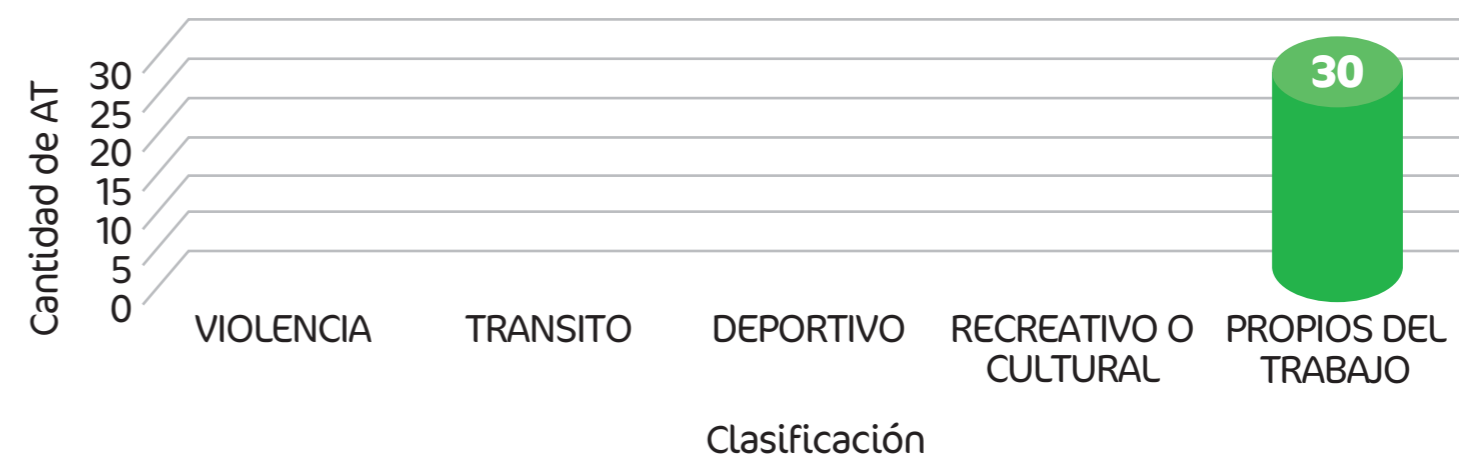 Cantidad de AT
30
25
20
15
10
5
0
30
VIOLENCIA
TRANSITO
DEPORTIVO
RECREATIVO O
CULTURAL
PROPIOS DEL
TRABAJO
Clasificación